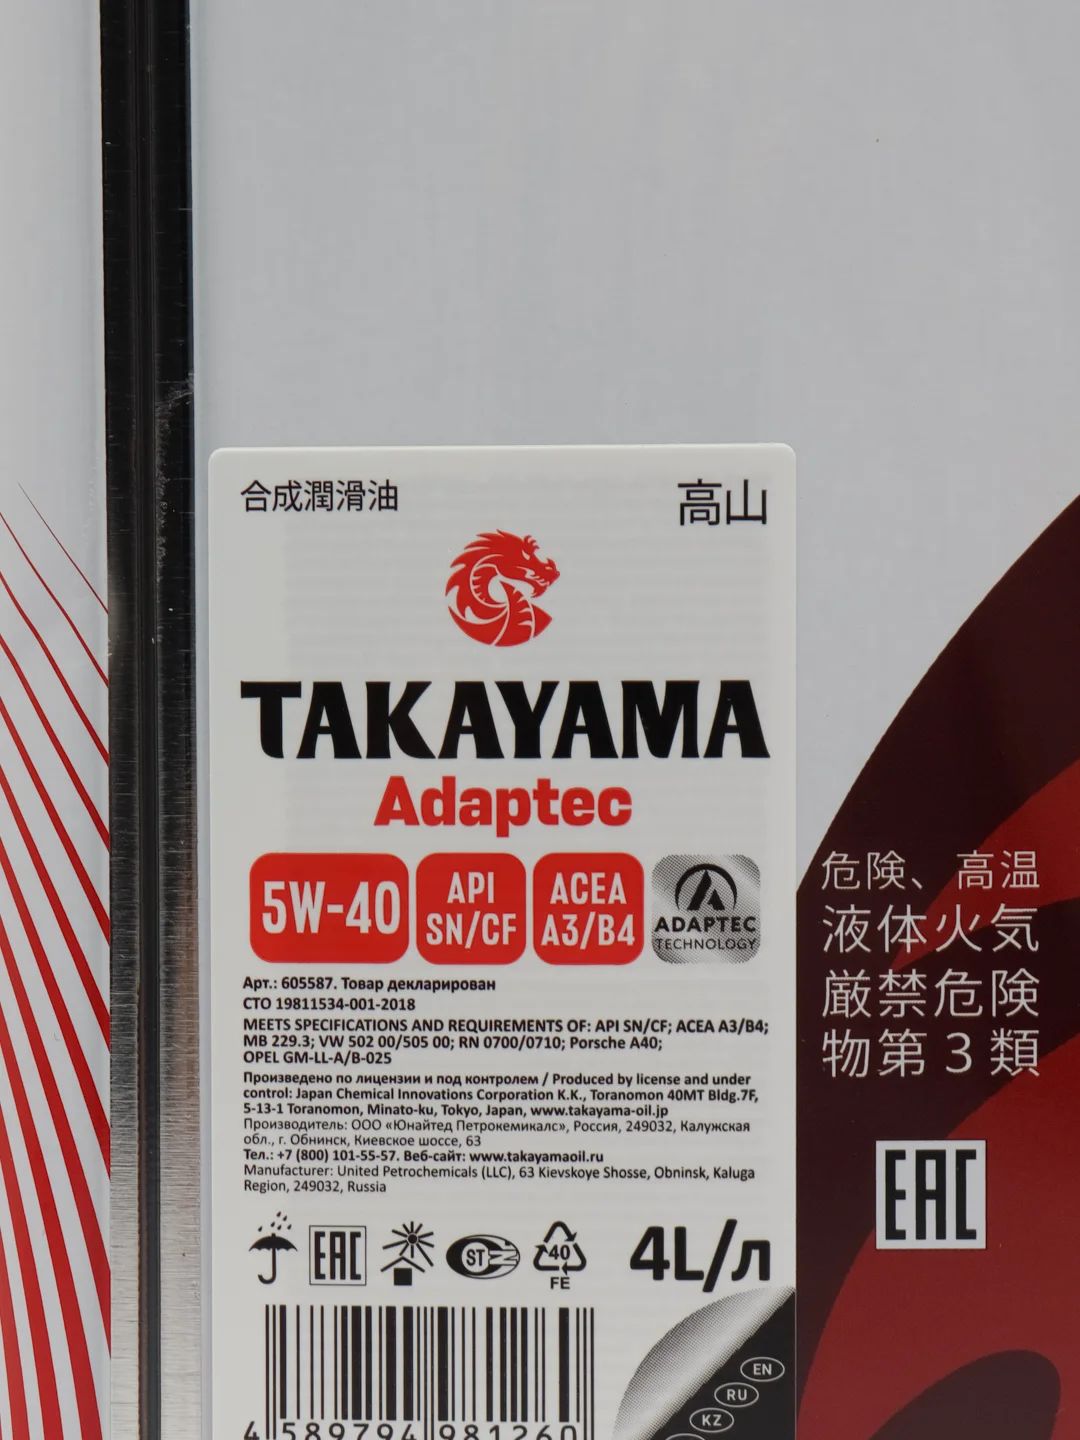 合成潤滑油
高山
TAKAYAMA
Adaptec
5W-40
API
SN/CF
ACEA
A3/B4
ADAPTEC
TECHNOLOGY
Арт.: 605587. Товар декларирован
СТО 19811534-001-2018
MEETS SPECIFICATIONS AND REQUIREMENTS OF: API SN/CF; ACEA A3/B4;
MB 229.3; VW 502 00/505 00; RN 0700/0710; Porsche A40;
OPEL GM-LL-A/B-025
Произведено по лицензии и под контролем / Produced by license and under
control: Japan Chemical Innovations Corporation K.K., Toranomon 40MT Bldg.7F,
5-13-1 Toranomon, Minato-ku, Tokyo, Japan, www.takayama-oil.jp
Производитель: ООО «Юнайтед Петрокемикалс», Россия, 249032, Калужская
обл., г. Обнинск, Киевское шоссе, 63
Тел.: +7 (800) 101-55-57. Веб-сайт: www.takayamaoil.ru
Manufacturer: United Petrochemicals (LLC), 63 Kievskoye Shosse, Obninsk, Kaluga
Region, 249032, Russia
EAC
ST
40
FE
4L/л
EN
RU
KZ
4 589794 981260
危険、高温
液体火気
厳禁危険
物第3類
EAC